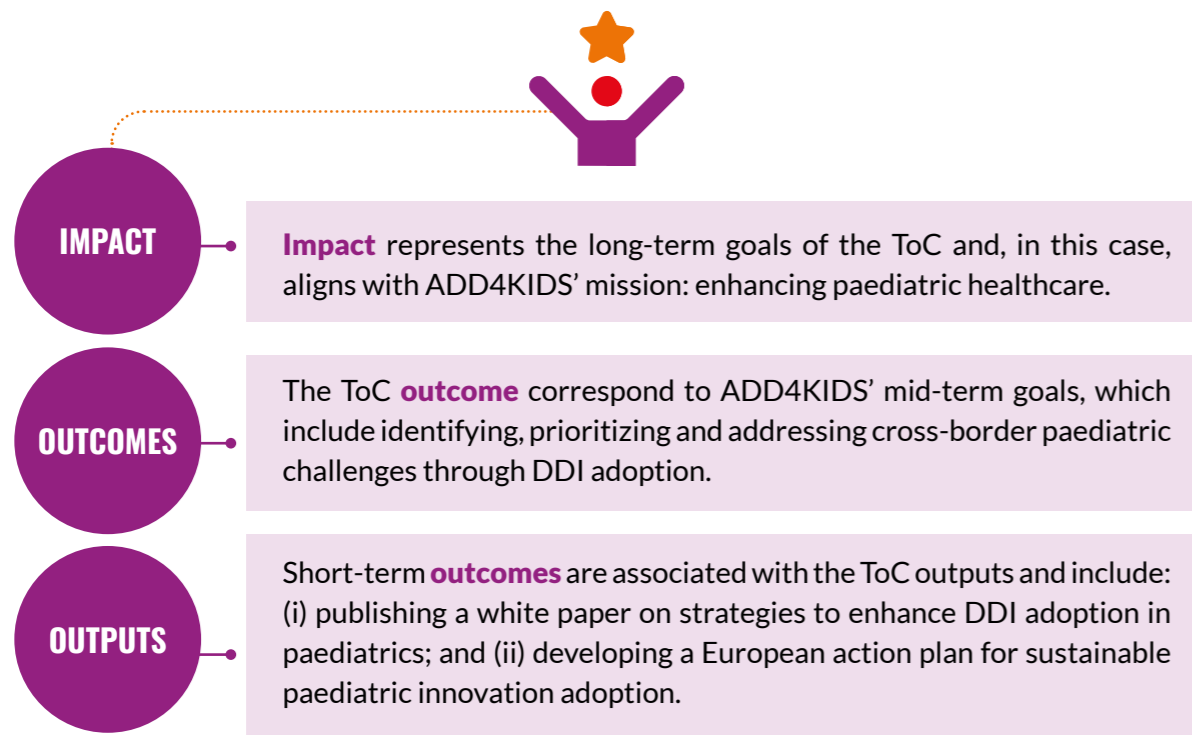 IMPACT
Impact represents the long-term goals of the ToC and, in this case,
aligns with ADD4KIDS’ mission: enhancing paediatric healthcare.
OUTCOMES
The ToC outcome correspond to ADD4KIDS’ mid-term goals, which
include identifying, prioritizing and addressing cross-border paediatric
challenges through DDI adoption.
OUTPUTS
Short-term outcomes are associated with the ToC outputs and include:
(i) publishing a white paper on strategies to enhance DDI adoption in
paediatrics; and (ii) developing a European action plan for sustainable
paediatric innovation adoption.